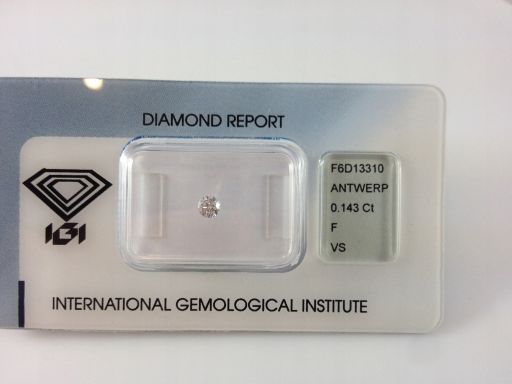 DIAMOND REPORT
IGI
F6D13310
ANTWERP
0.143 Ct
F
VS
INTERNATIONAL GEMOLOGICAL INSTITUTE